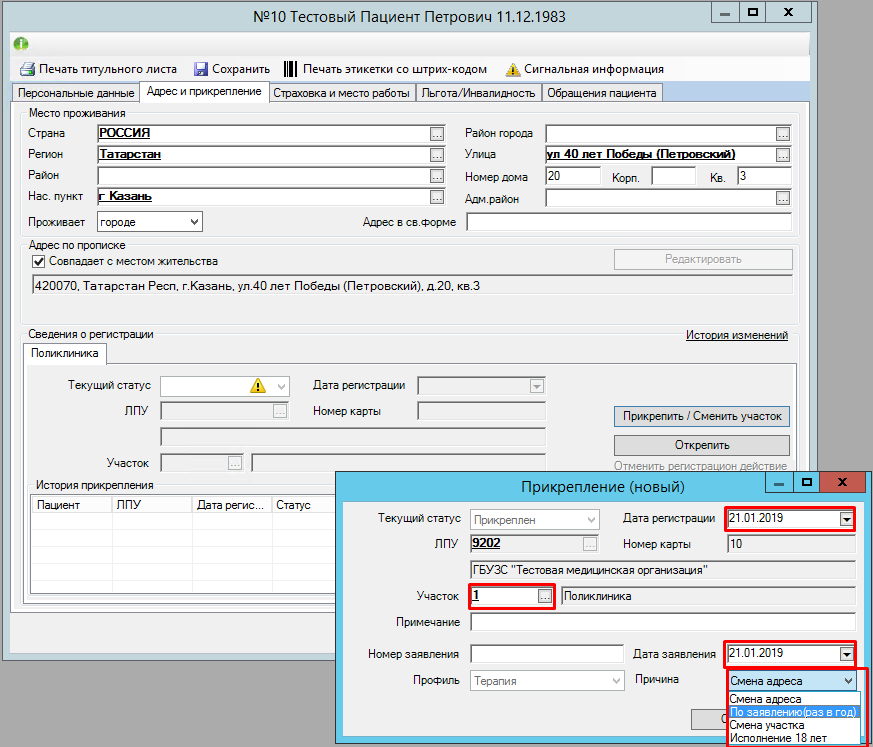 №10 Тестовый Пациент Петрович 11.12.1983
Печать титульного листа Сохранить Печать этикетки со штрих-кодом Сигнальная информация
Персональные данные Адрес и прикрепление Страховка и место работы Льгота/Инвалидность Обращения пациента
Место проживания
Страна РОССИЯ ... Район города ...
Регион Татарстан ... Улица ул 40 лет Победы (Петровский) ...
Район ... Номер дома 20 Корп. Кв. 3
Нас. пункт г Казань ... Адм.район ...
Проживает городе Адрес в св.форме
Адрес по прописке
Совпадает с местом жительства Редактировать
420070, Татарстан Респ, г.Казань, ул.40 лет Победы (Петровский), д.20, кв.3
Сведения о регистрации История изменений
Поликлиника
Текущий статус Дата регистрации
ЛПУ ... Номер карты Прикрепить / Сменить участок
Открепить
Участок ... Отменить регистрацион действие
История прикрепления
Пациент ЛПУ Дата регис... Статус
Прикрепление (новый)
Текущий статус Прикреплен Дата регистрации 21.01.2019
ЛПУ 9202 ... Номер карты 10
ГБУЗС "Тестовая медицинская организация"
Участок 1 ... Поликлиника
Примечание
Номер заявления Дата заявления 21.01.2019
Профиль Терапия Причина Смена адреса
Смена адреса
По заявлению(раз в год)
Смена участка
Исполнение 18 лет